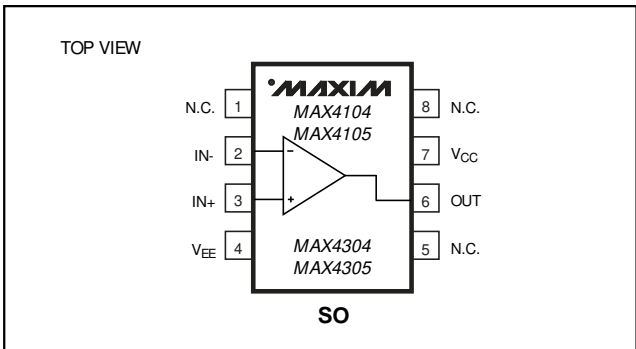 TOP VIEW
MAXIM
N.C. 1 MAX4104 8 N.C.
MAX4105
IN- 2 − 7 VCC
IN+ 3 + 6 OUT
VEE 4 MAX4304 5 N.C.
MAX4305
SO